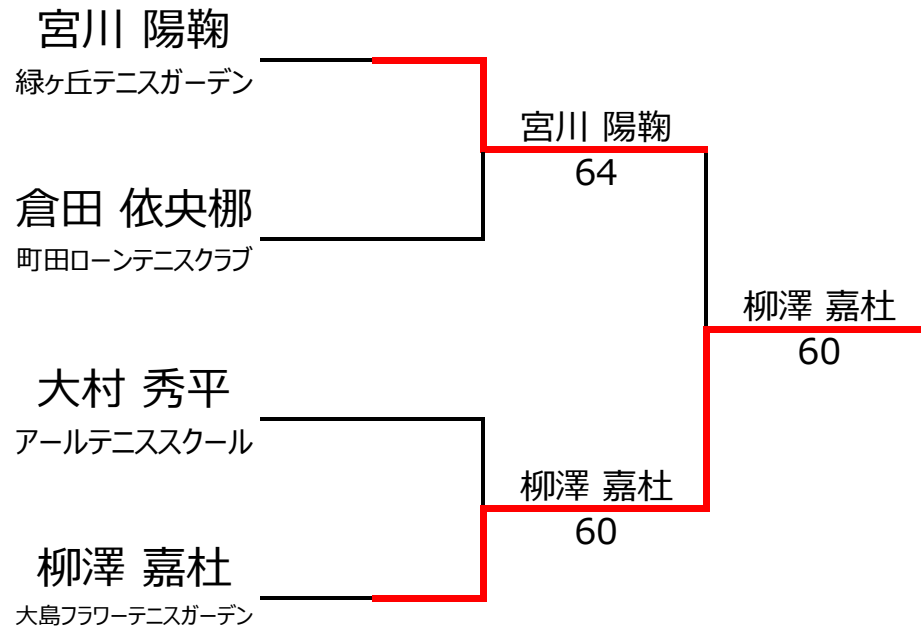 宮川 陽鞠
緑ヶ丘テニスガーデン
宮川 陽鞠
64
倉田 依央梛
町田ローンテニスクラブ
柳澤 嘉杜
60
大村 秀平
アールテニススクール
柳澤 嘉杜
60
柳澤 嘉杜
大島フラワーテニスガーデン